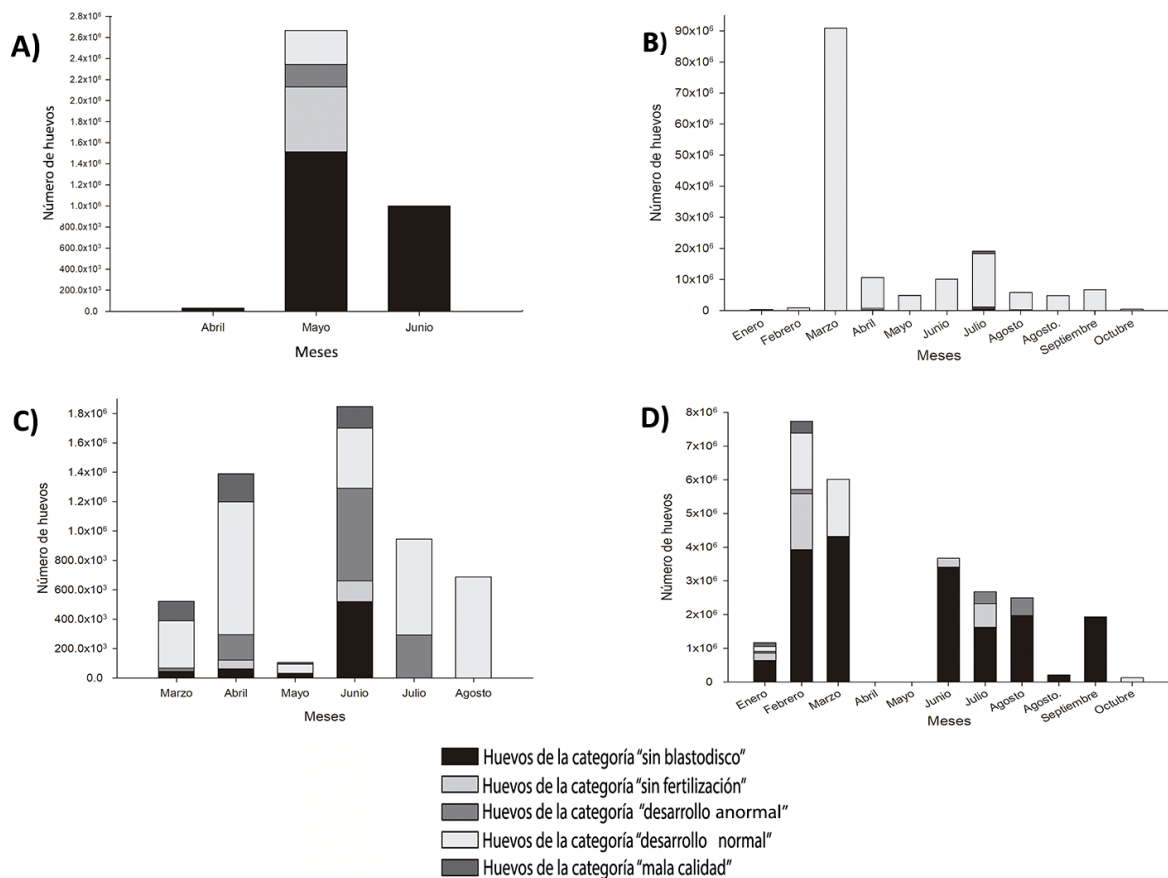 A)
Número de huevos
2.8x10⁶
2.6x10⁶
2.4x10⁶
2.2x10⁶
2.0x10⁶
1.8x10⁶
1.6x10⁶
1.4x10⁶
1.2x10⁶
1.0x10⁶
800.0x10³
600.0x10³
400.0x10³
200.0x10³
0.0
Abril Mayo Junio
Meses
B)
Número de huevos
90x10⁶
80x10⁶
70x10⁶
60x10⁶
50x10⁶
40x10⁶
30x10⁶
20x10⁶
10x10⁶
0
Enero Febrero Marzo Abril Mayo Junio Julio Agosto Agosto. Septiembre Octubre
Meses
C)
Número de huevos
1.8x10⁶
1.6x10⁶
1.4x10⁶
1.2x10⁶
1.0x10⁶
800.0x10³
600.0x10³
400.0x10³
200.0x10³
0.0
Marzo Abril Mayo Junio Julio Agosto
Meses
D)
Número de huevos
8x10⁶
7x10⁶
6x10⁶
5x10⁶
4x10⁶
3x10⁶
2x10⁶
1x10⁶
0
Enero Febrero Marzo Abril Mayo Junio Julio Agosto Agosto. Septiembre Octubre
Meses
Huevos de la categoría "sin blastodisco"
Huevos de la categoría "sin fertilización"
Huevos de la categoría "desarrollo anormal"
Huevos de la categoría "desarrollo normal"
Huevos de la categoría "mala calidad"